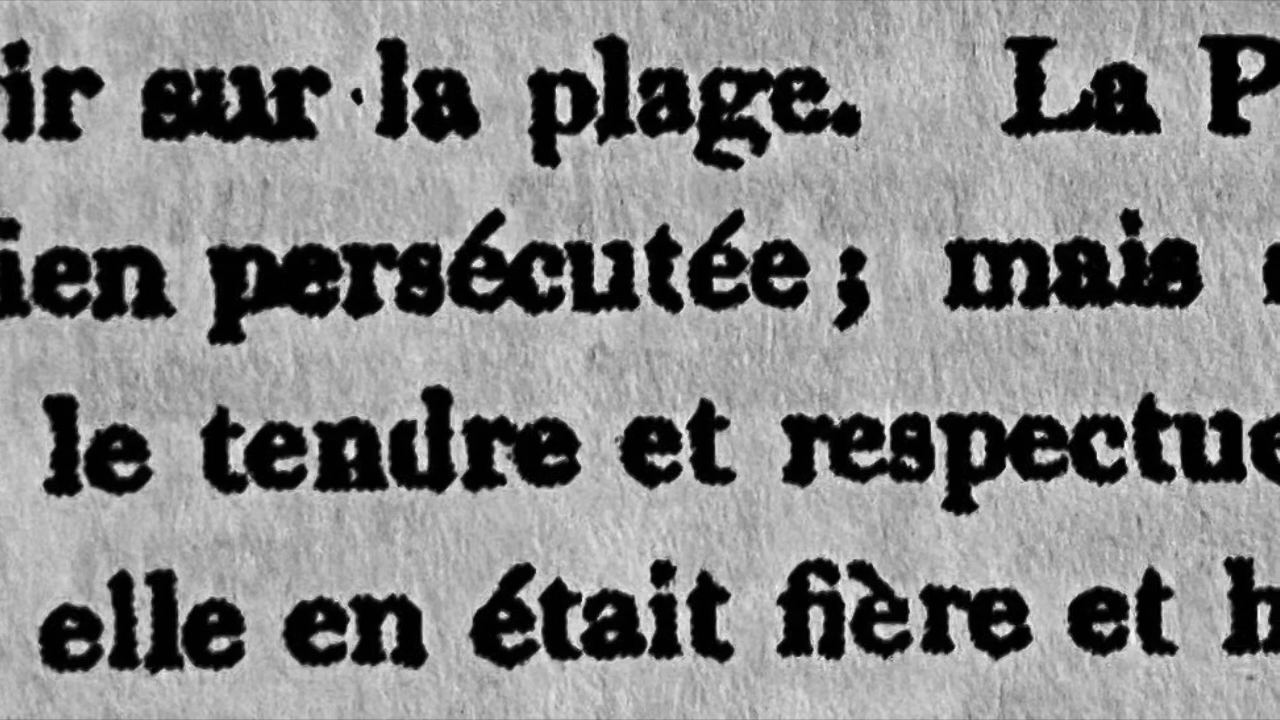 ir sur la plage. La P
ien persécutée ; mais
le tendre et respectue
elle en était fière et h